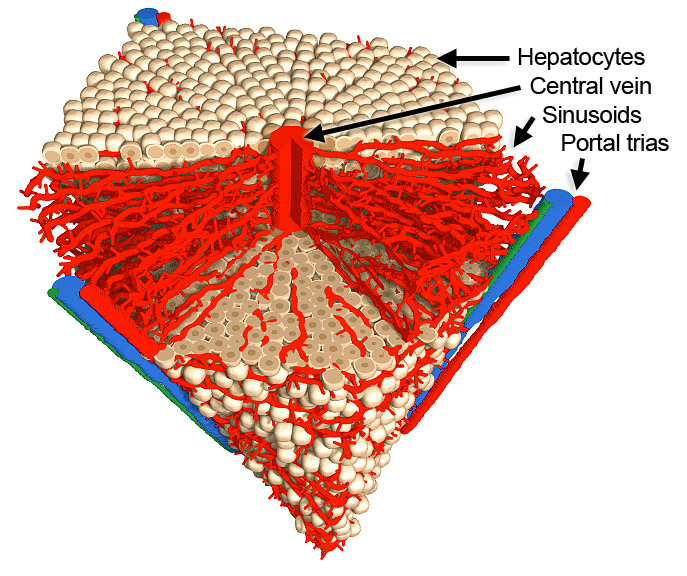 Hepatocytes
Central vein
Sinusoids
Portal trias